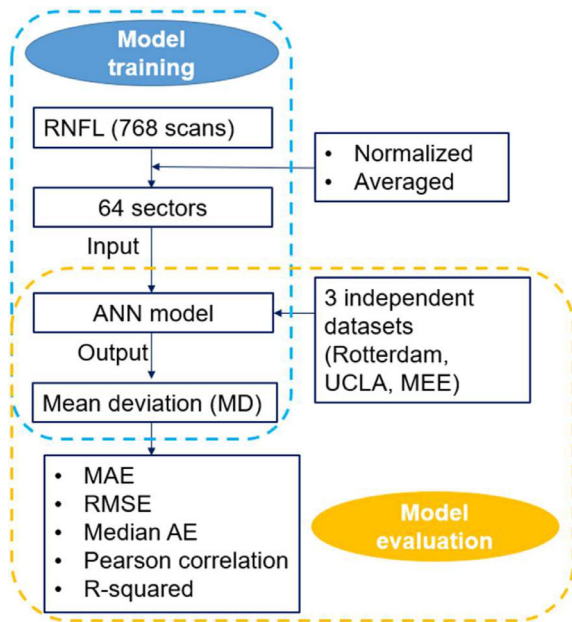 Model
training
RNFL (768 scans)
• Normalized
• Averaged
64 sectors
Input
ANN model
3 independent
datasets
(Rotterdam,
UCLA, MEE)
Output
Mean deviation (MD)
• MAE
• RMSE
• Median AE
• Pearson correlation
• R-squared
Model
evaluation